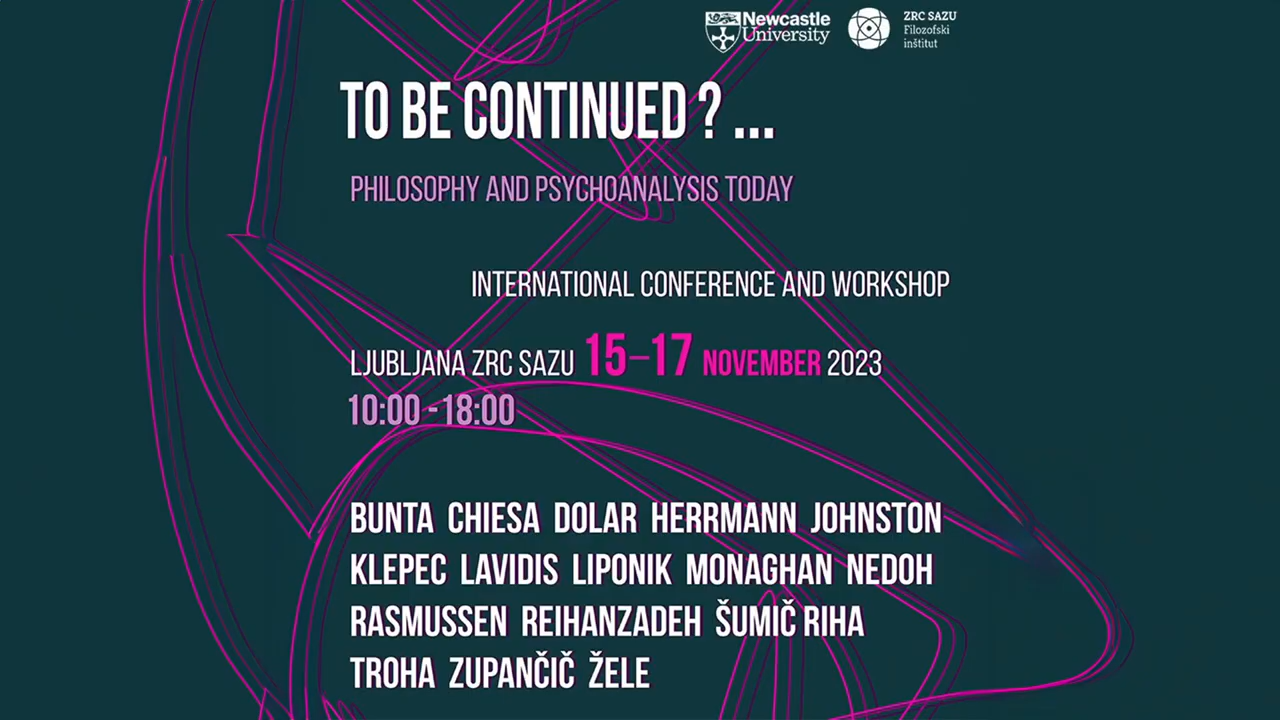 Newcastle
University
ZRC SAZU
Filozofski
inštitut
TO BE CONTINUED ? ...
PHILOSOPHY AND PSYCHOANALYSIS TODAY
INTERNATIONAL CONFERENCE AND WORKSHOP
LJUBLJANA ZRC SAZU 15–17 NOVEMBER 2023
10:00 -18:00
BUNTA CHIESA DOLAR HERRMANN JOHNSTON
KLEPEC LAVIDIS LIPONIK MONAGHAN NEDOH
RASMUSSEN REIHANZADEH ŠUMIČ RIHA
TROHA ZUPANČIČ ŽELE